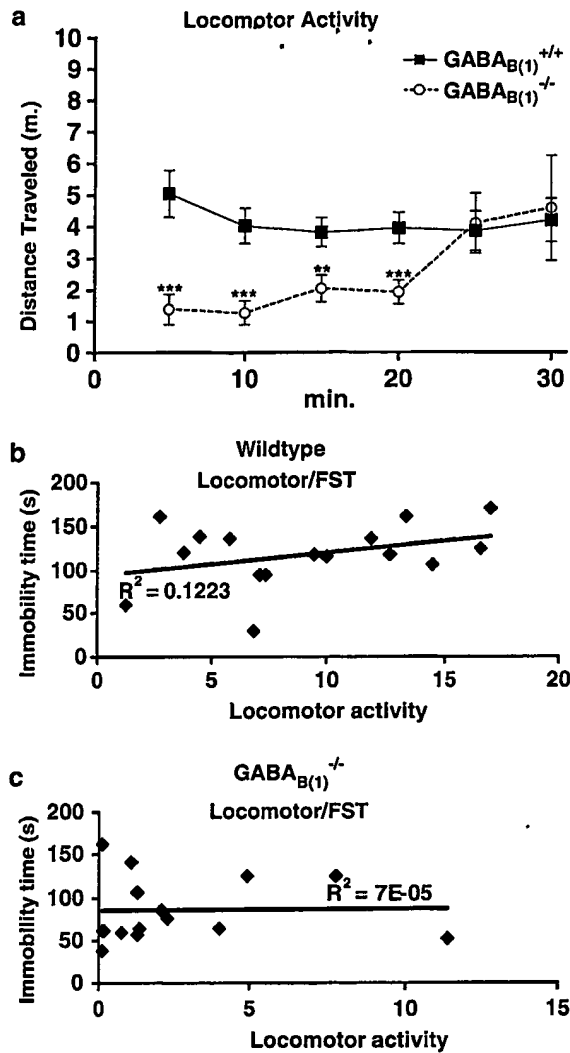 a
Locomotor Activity
10
9
8
7
6
5
4
3
2
1
0
Distance Traveled (m.)
GABA_B(1)^+/+
GABA_B(1)^-/-
***
***
**
***
0 10 20 30
min.
b
Wildtype
Locomotor/FST
200
150
100
50
0
Immobility time (s)
R² = 0.1223
0 5 10 15 20
Locomotor activity
c
GABA_B(1)^-/-
Locomotor/FST
200
150
100
50
0
Immobility time (s)
R² = 7E-05
0 5 10 15
Locomotor activity